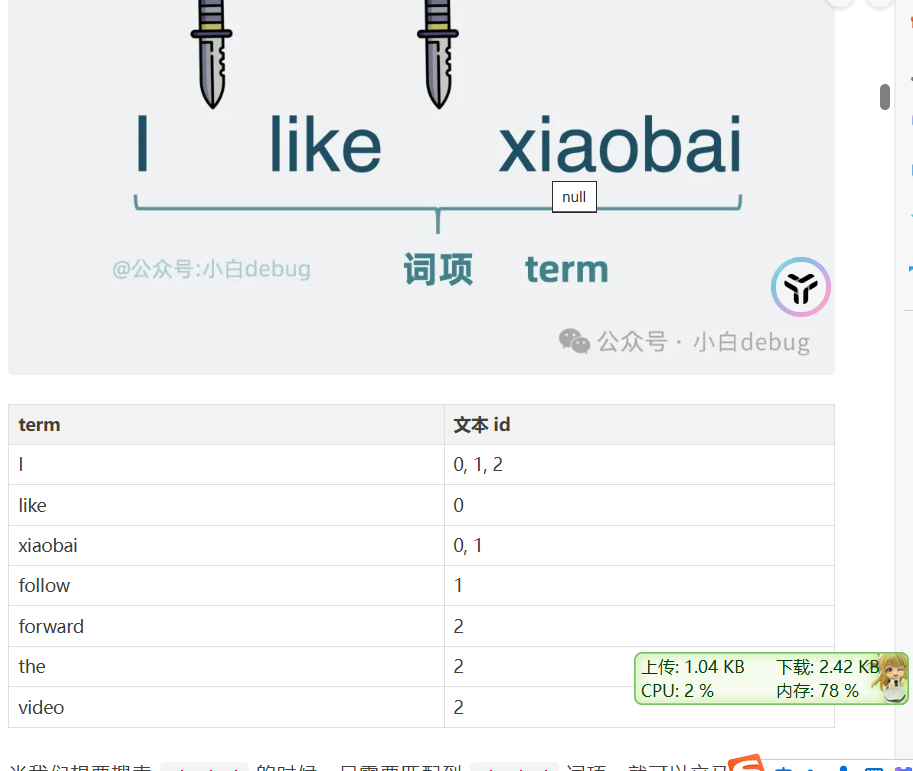 I like xiaobai
null
词项 term
@公众号:小白debug
公众号 · 小白debug
term 文本 id
I 0, 1, 2
like 0
xiaobai 0, 1
follow 1
forward 2
the 2
video 2
上传: 1.04 KB 下载: 2.42 KB
CPU: 2 % 内存: 78 %